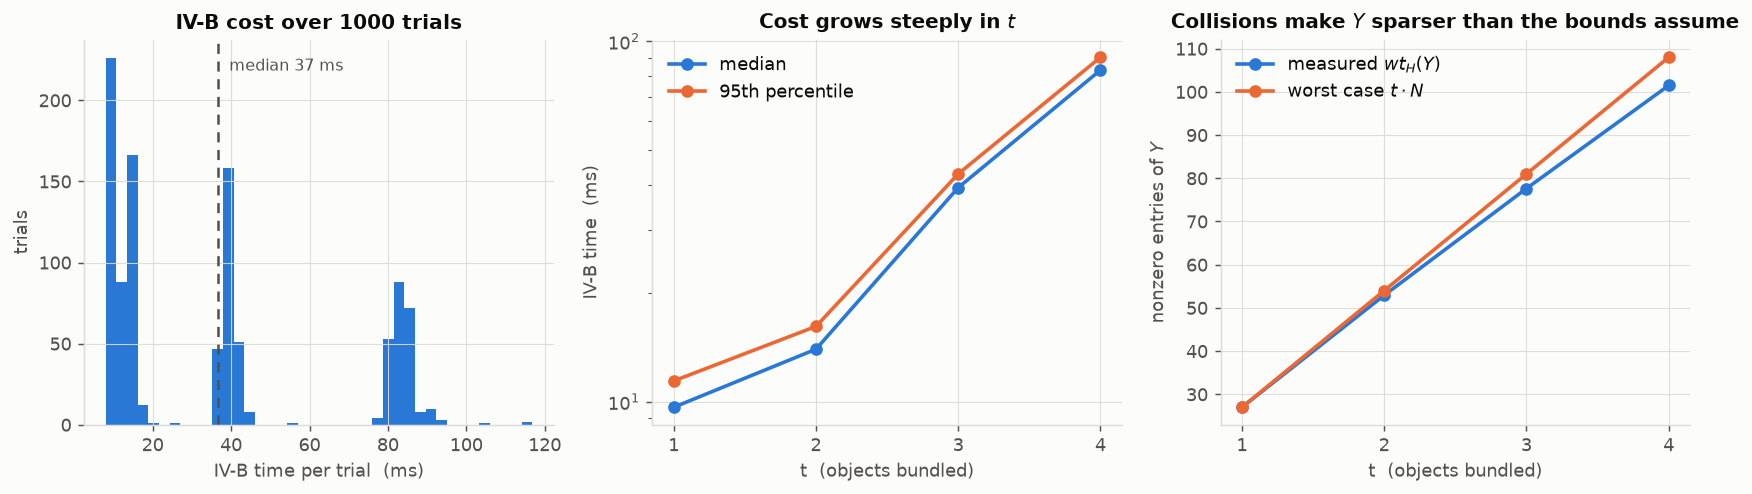 IV-B cost over 1000 trials
median 37 ms
trials
200
150
100
50
0
20
40
60
80
100
120
IV-B time per trial (ms)
Cost grows steeply in t
median
95th percentile
IV-B time (ms)
10²
10¹
1
2
3
4
t (objects bundled)
Collisions make Y sparser than the bounds assume
measured wt_H(Y)
worst case t · N
nonzero entries of Y
110
100
90
80
70
60
50
40
30
1
2
3
4
t (objects bundled)